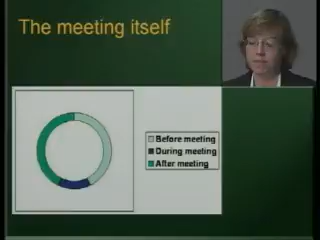 The meeting itself
Before meeting
During meeting
After meeting